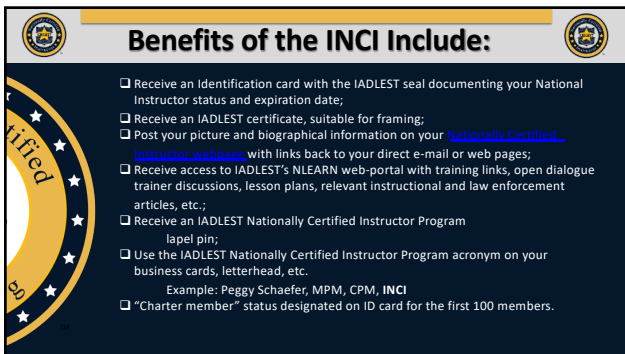 Benefits of the INCI Include:
❑ Receive an Identification card with the IADLEST seal documenting your National
Instructor status and expiration date;
❑ Receive an IADLEST certificate, suitable for framing;
❑ Post your picture and biographical information on your Nationally Certified
Instructor webpage with links back to your direct e-mail or web pages;
❑ Receive access to IADLEST’s NLEARN web-portal with training links, open dialogue
trainer discussions, lesson plans, relevant instructional and law enforcement
articles, etc.;
❑ Receive an IADLEST Nationally Certified Instructor Program
lapel pin;
❑ Use the IADLEST Nationally Certified Instructor Program acronym on your
business cards, letterhead, etc.
Example: Peggy Schaefer, MPM, CPM, INCI
❑ “Charter member” status designated on ID card for the first 100 members.
tified
g
TM